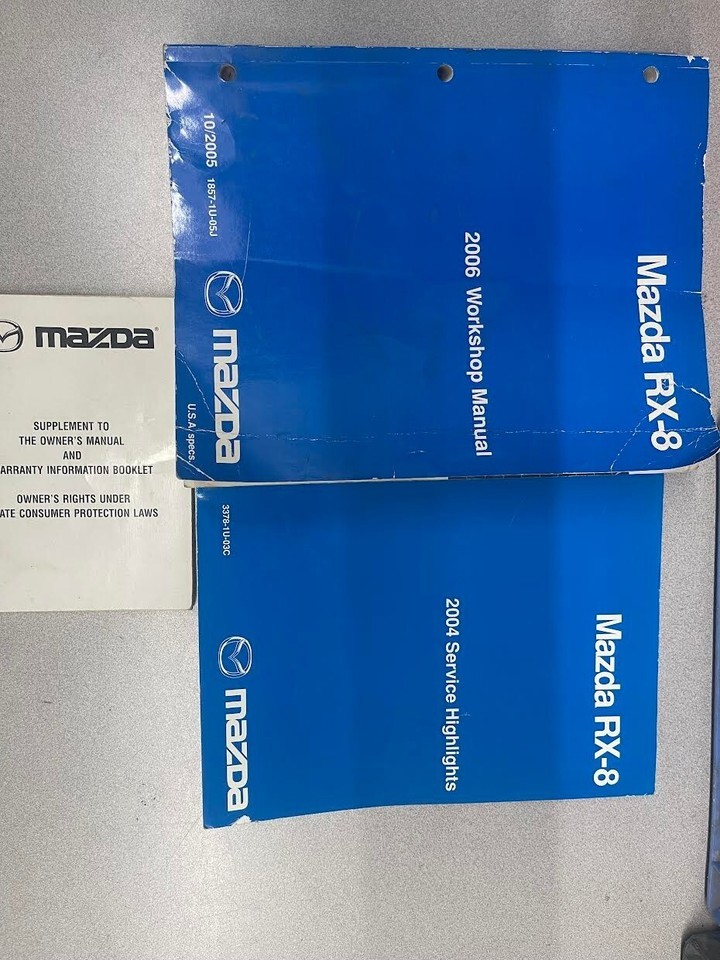 Mazda RX-8
2006 Workshop Manual
10/2005 1857-1U-05J
mazda
U.S.A. specs.
Mazda RX-8
2004 Service Highlights
3378-1U-03C
mazda
mazda
SUPPLEMENT TO
THE OWNER'S MANUAL
AND
ARRANTY INFORMATION BOOKLET
OWNER'S RIGHTS UNDER
ATE CONSUMER PROTECTION LAWS